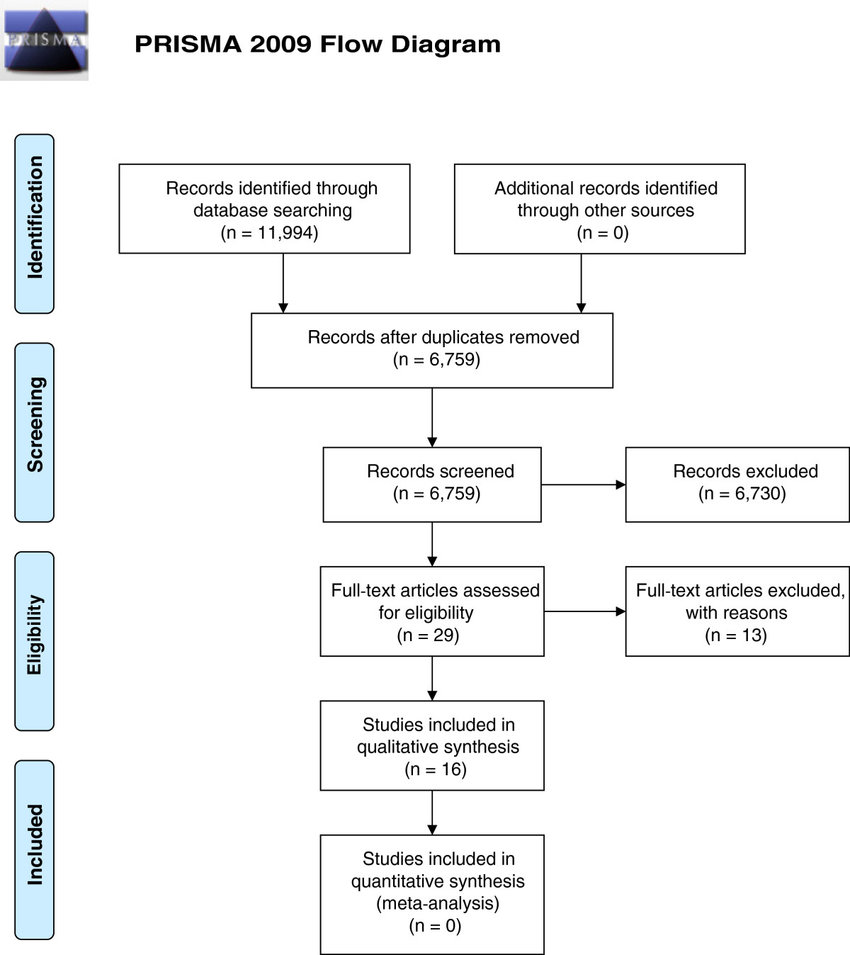 PRISMA
PRISMA 2009 Flow Diagram
Identification
Records identified through
database searching
(n = 11,994)
Additional records identified
through other sources
(n = 0)
Records after duplicates removed
(n = 6,759)
Screening
Records screened
(n = 6,759)
Records excluded
(n = 6,730)
Eligibility
Full-text articles assessed
for eligibility
(n = 29)
Full-text articles excluded,
with reasons
(n = 13)
Studies included in
qualitative synthesis
(n = 16)
Included
Studies included in
quantitative synthesis
(meta-analysis)
(n = 0)